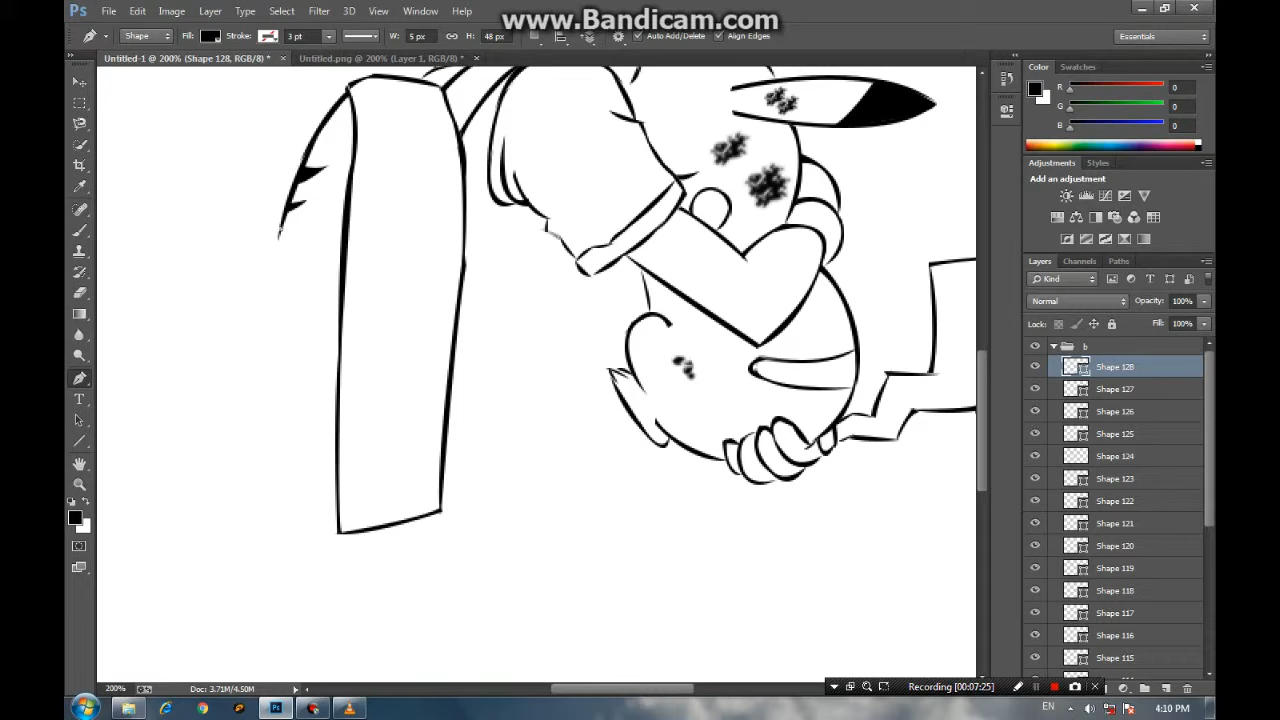 www.Bandicam.com
Ps File Edit Image Layer Type Select Filter 3D View Window Help
Shape Fill: Stroke: 3 pt W: 5 px H: 48 px Auto Add/Delete Align Edges Essentials
Untitled-1 @ 200% (Shape 128, RGB/8) * × Untitled.png @ 200% (Layer 1, RGB/8) * ×
Color Swatches
R 0
G 0
B 0
Adjustments Styles
Add an adjustment
Layers Channels Paths
Kind
Normal Opacity: 100%
Lock: Fill: 100%
b
Shape 128
Shape 127
Shape 126
Shape 125
Shape 124
Shape 123
Shape 122
Shape 121
Shape 120
Shape 119
Shape 118
Shape 117
Shape 116
Shape 115
200% Doc: 3.71M/4.50M
Recording [00:07:25]
EN 4:10 PM